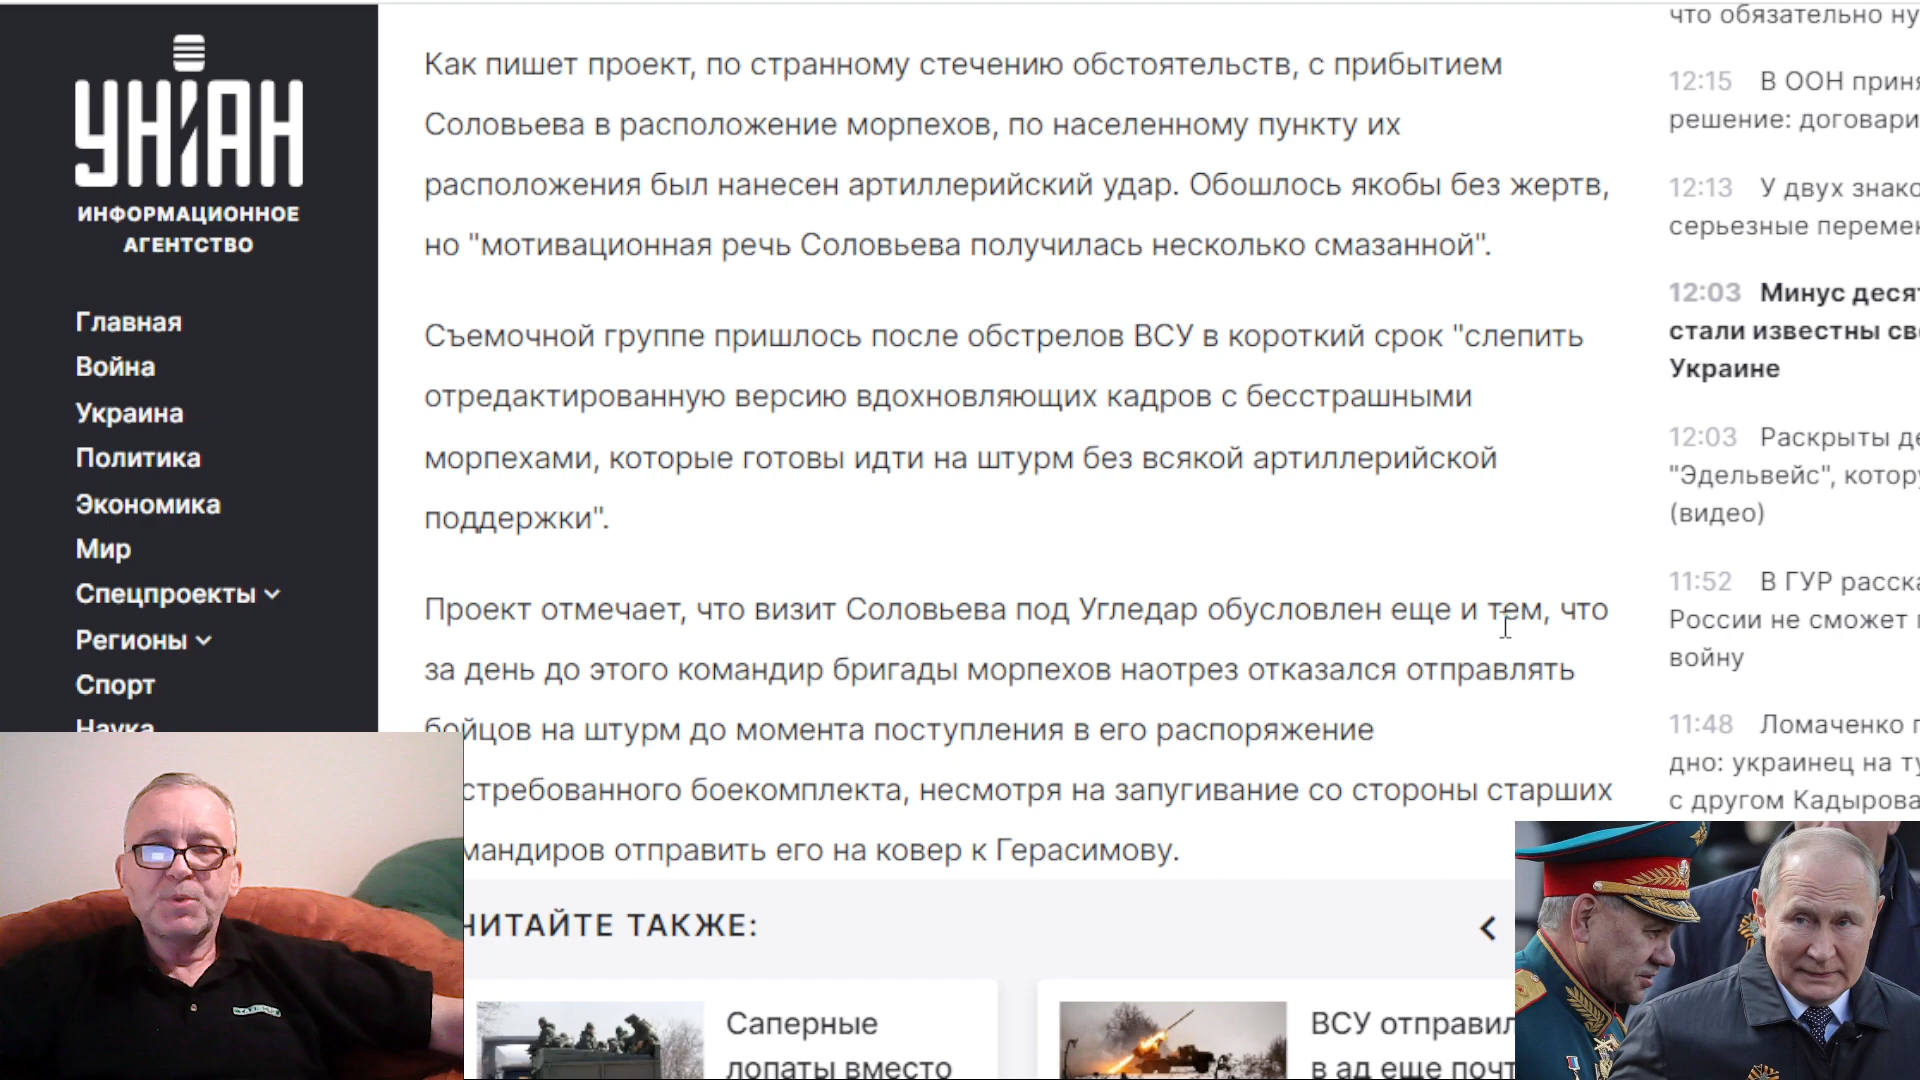 УНІАН
ИНФОРМАЦИОННОЕ
АГЕНТСТВО
Главная
Война
Украина
Политика
Экономика
Мир
Спецпроекты
Регионы
Спорт
Наука
Как пишет проект, по странному стечению обстоятельств, с прибытием
Соловьева в расположение морпехов, по населенному пункту их
расположения был нанесен артиллерийский удар. Обошлось якобы без жертв,
но "мотивационная речь Соловьева получилась несколько смазанной".
Съемочной группе пришлось после обстрелов ВСУ в короткий срок "слепить
отредактированную версию вдохновляющих кадров с бесстрашными
морпехами, которые готовы идти на штурм без всякой артиллерийской
поддержки".
Проект отмечает, что визит Соловьева под Угледар обусловлен еще и тем, что
за день до этого командир бригады морпехов наотрез отказался отправлять
бойцов на штурм до момента поступления в его распоряжение
стребованного боекомплекта, несмотря на запугивание со стороны старших
мандиров отправить его на ковер к Герасимову.
ЧИТАЙТЕ ТАКЖЕ:
Саперные
лопаты вместо
ВСУ отправил
в ад еще почт
что обязательно ну
12:15 В ООН приня
решение: договари
12:13 У двух знако
серьезные перемен
12:03 Минус деся
стали известны св
Украине
12:03 Раскрыты де
"Эдельвейс", котор
(видео)
11:52 В ГУР расска
России не сможет
войну
11:48 Ломаченко п
дно: украинец на ту
с другом Кадырова